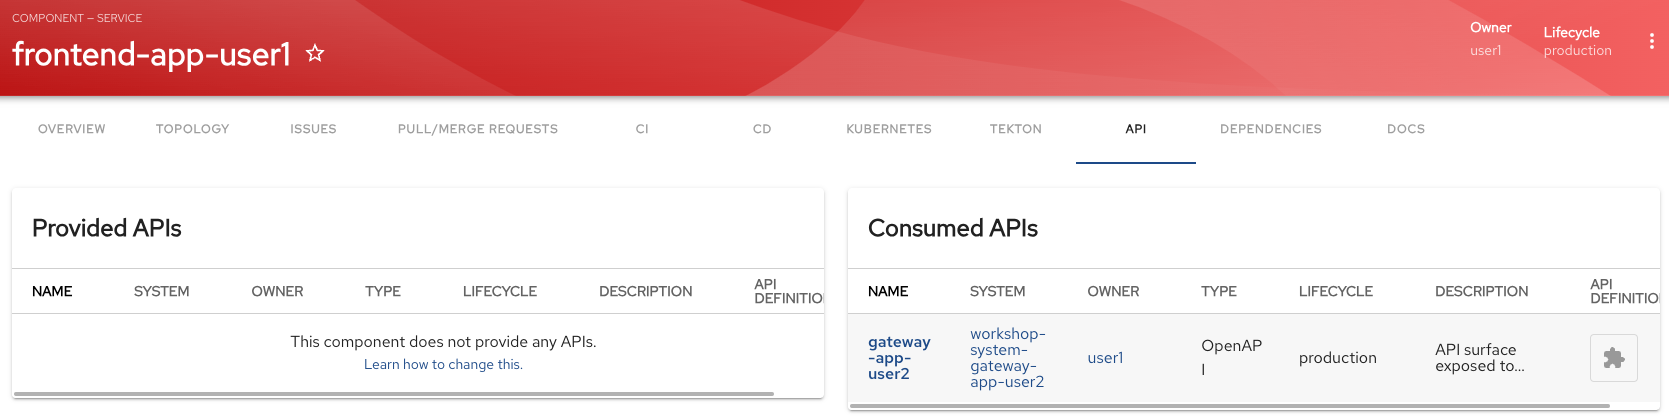 COMPONENT — SERVICE
frontend-app-user1
Owner
user1
Lifecycle
production
OVERVIEW
TOPOLOGY
ISSUES
PULL/MERGE REQUESTS
CI
CD
KUBERNETES
TEKTON
API
DEPENDENCIES
DOCS
Provided APIs
NAME SYSTEM OWNER TYPE LIFECYCLE DESCRIPTION API
DEFINITIO
This component does not provide any APIs.
Learn how to change this.
Consumed APIs
NAME SYSTEM OWNER TYPE LIFECYCLE DESCRIPTION API
DEFINITIO
gateway
-app-
user2
workshop-
system-
gateway-
app-user2
user1
OpenAP
I
production
API surface
exposed to...